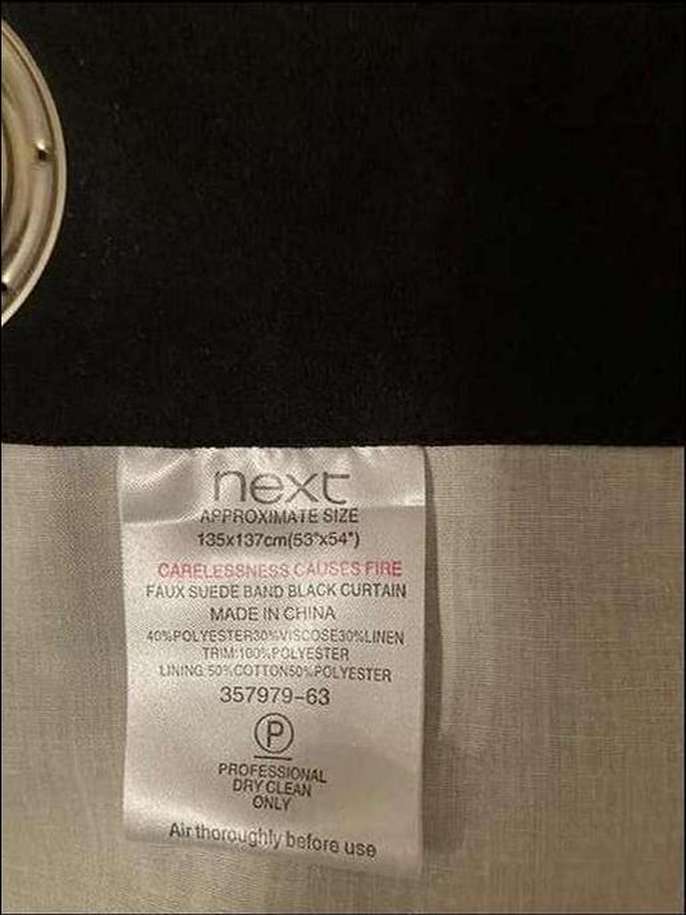 next
APPROXIMATE SIZE
135x137cm(53"x54")
CARELESSNESS CAUSES FIRE
FAUX SUEDE BAND BLACK CURTAIN
MADE IN CHINA
40%POLYESTER30%VISCOSE30%LINEN
TRIM:100%POLYESTER
LINING:50%COTTON50%POLYESTER
357979-63
P
PROFESSIONAL
DRY CLEAN
ONLY
Air thoroughly before use